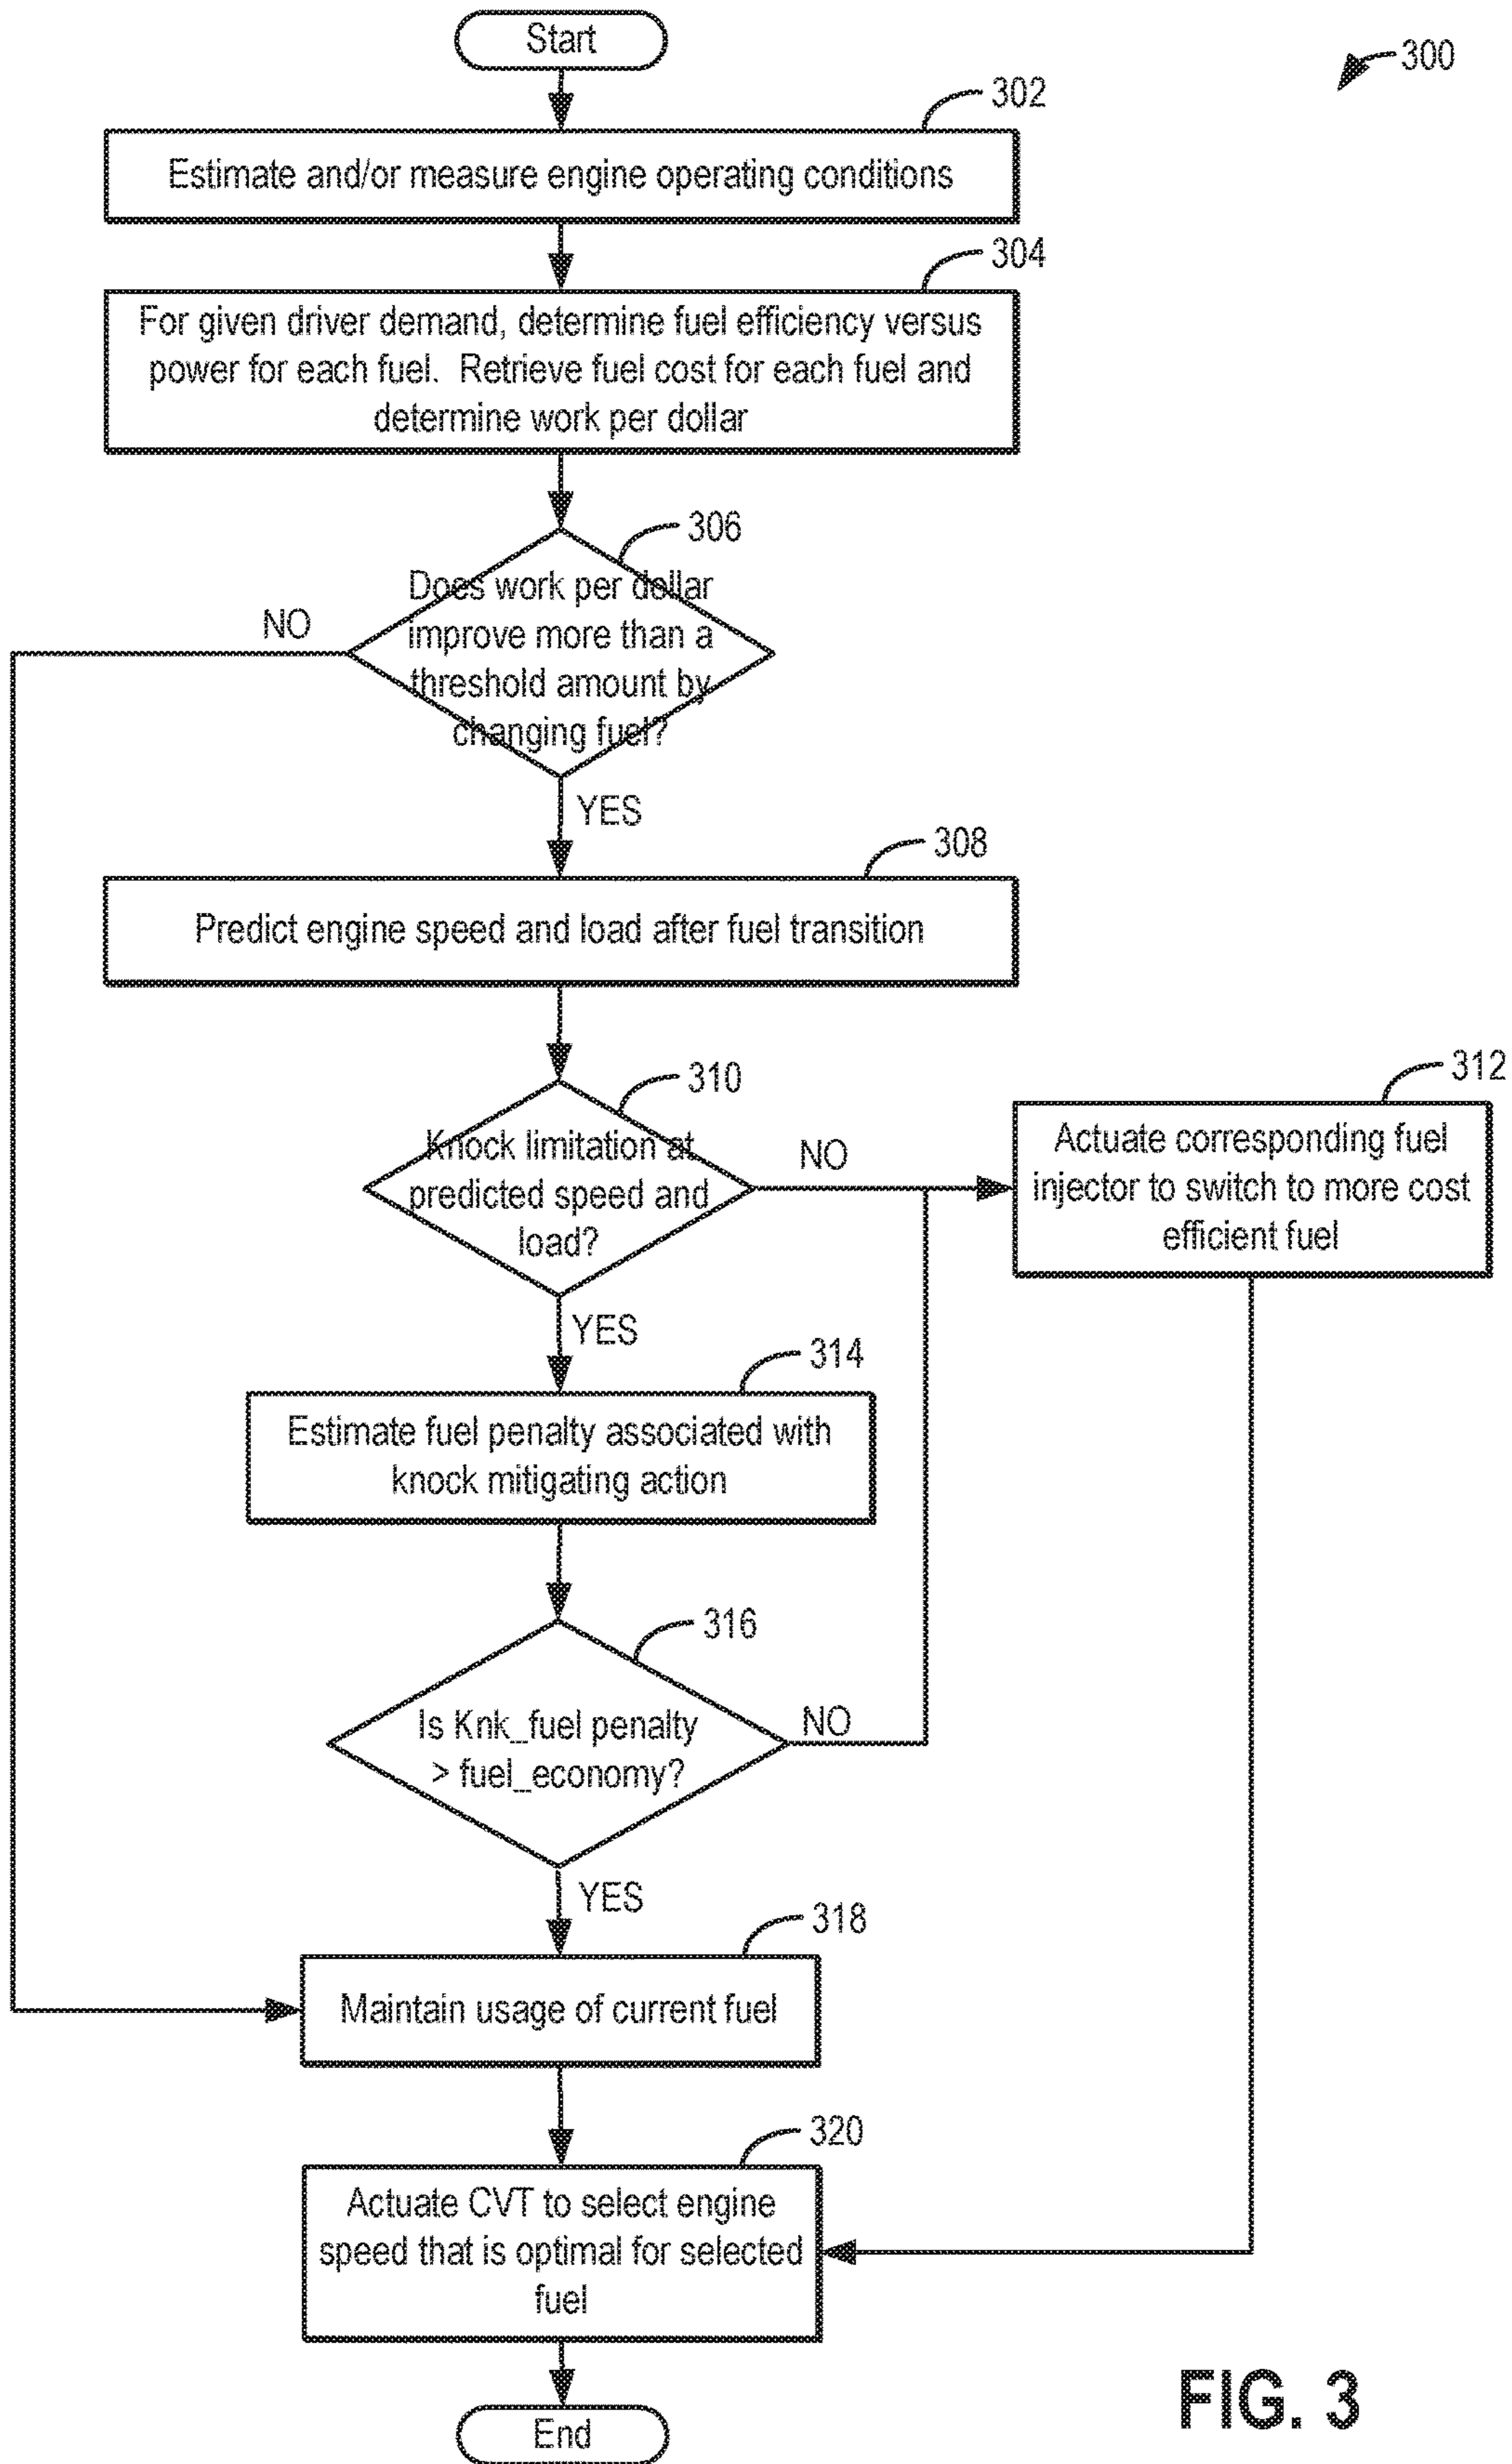 Start
300
302
Estimate and/or measure engine operating conditions
304
For given driver demand, determine fuel efficiency versus
power for each fuel. Retrieve fuel cost for each fuel and
determine work per dollar
306
Does work per dollar
improve more than a
threshold amount by
changing fuel?
NO
YES
308
Predict engine speed and load after fuel transition
310
Knock limitation at
predicted speed and
load?
NO
312
Actuate corresponding fuel
injector to switch to more cost
efficient fuel
YES
314
Estimate fuel penalty associated with
knock mitigating action
316
Is Knk_fuel penalty
> fuel_economy?
NO
YES
318
Maintain usage of current fuel
320
Actuate CVT to select engine
speed that is optimal for selected
fuel
End
FIG. 3